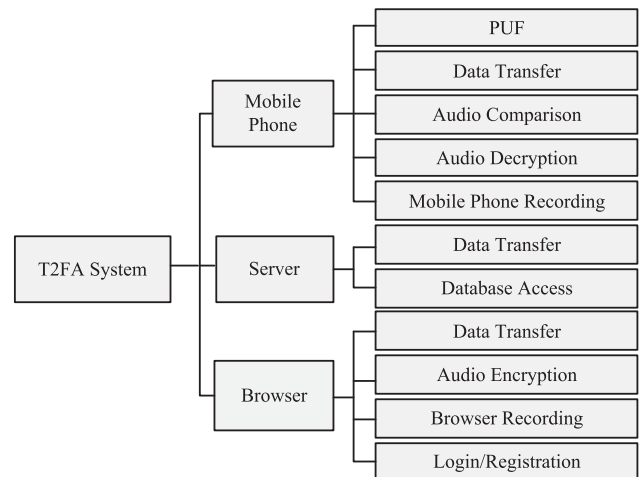 T2FA System
Mobile
Phone
PUF
Data Transfer
Audio Comparison
Audio Decryption
Mobile Phone Recording
Server
Data Transfer
Database Access
Browser
Data Transfer
Audio Encryption
Browser Recording
Login/Registration